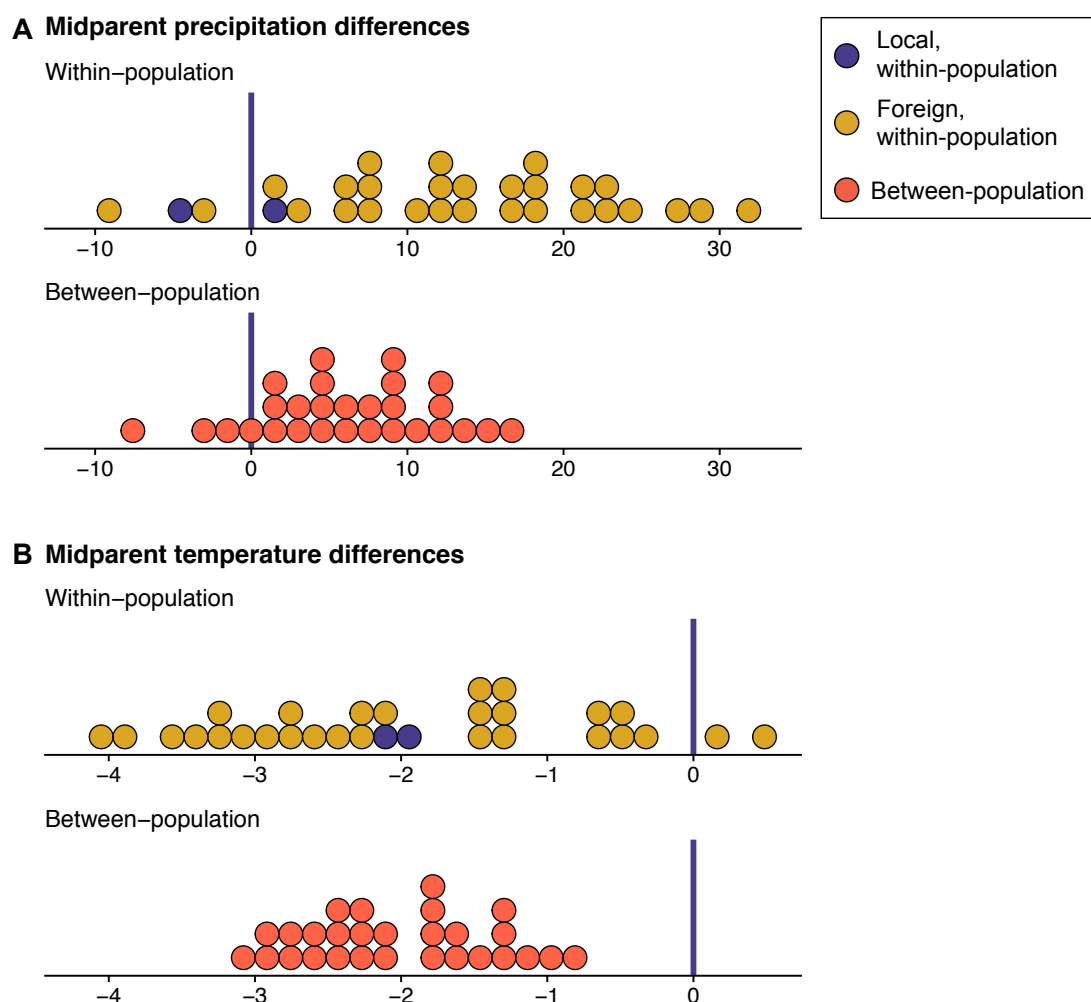 A Midparent precipitation differences
Within−population
−10 0 10 20 30
Between−population
−10 0 10 20 30
Local,
within−population
Foreign,
within−population
Between−population
B Midparent temperature differences
Within−population
−4 −3 −2 −1 0
Between−population
−4 −3 −2 −1 0